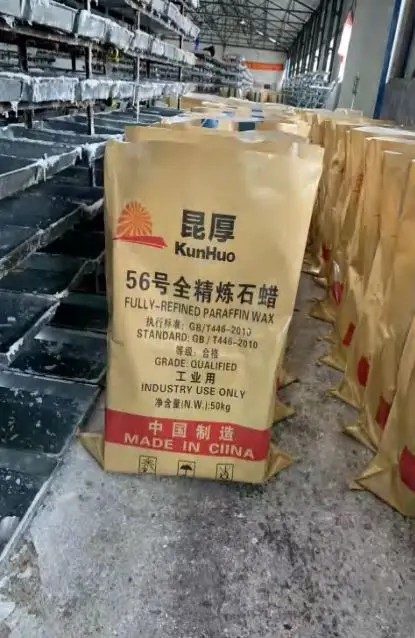 昆厚
KunHuo
56号全精炼石蜡
FULLY-REFINED PARAFFIN WAX
执行标准: GB/T446-2010
STANDARD: GB/T446-2010
等级: 合格
GRADE: QUALIFIED
工业用
INDUSTRY USE ONLY
净含量(N.W.):50kg
中国制造
MADE IN CIINA